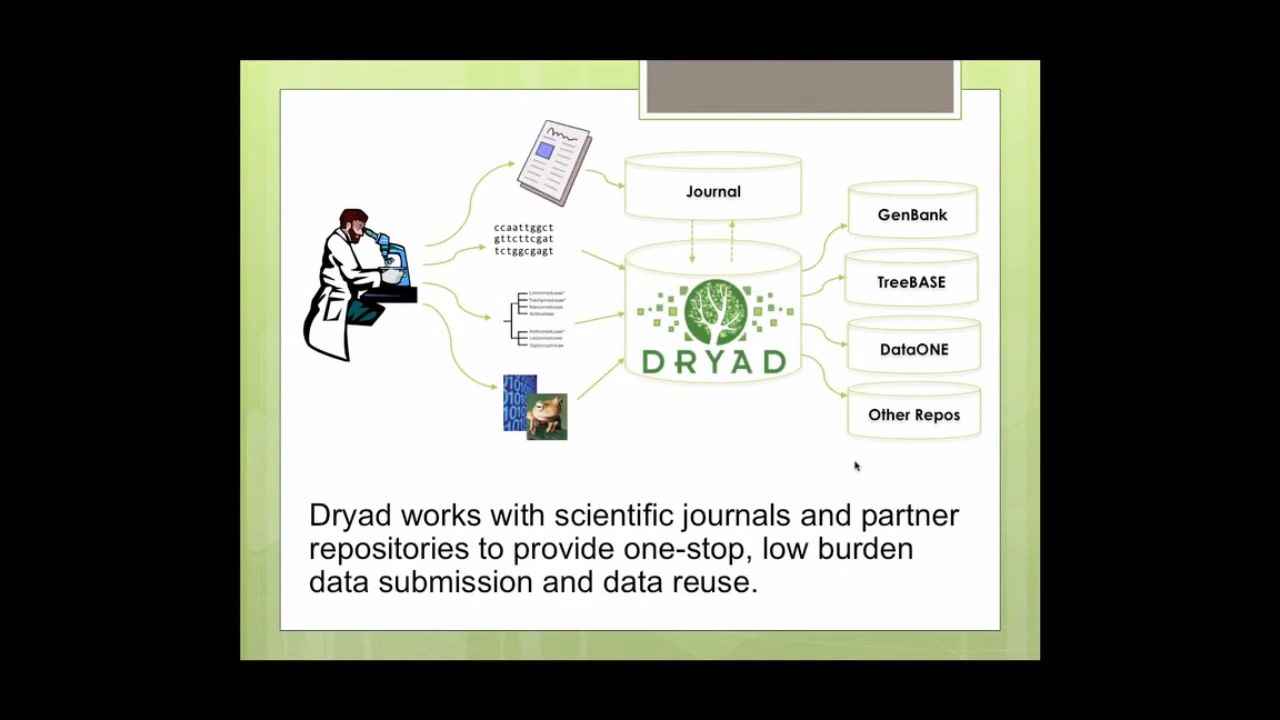 Journal
GenBank
ccaattggct
gttcttcgat
tctggcgagt
TreeBASE
DRYAD
DataONE
Other Repos
Dryad works with scientific journals and partner
repositories to provide one-stop, low burden
data submission and data reuse.